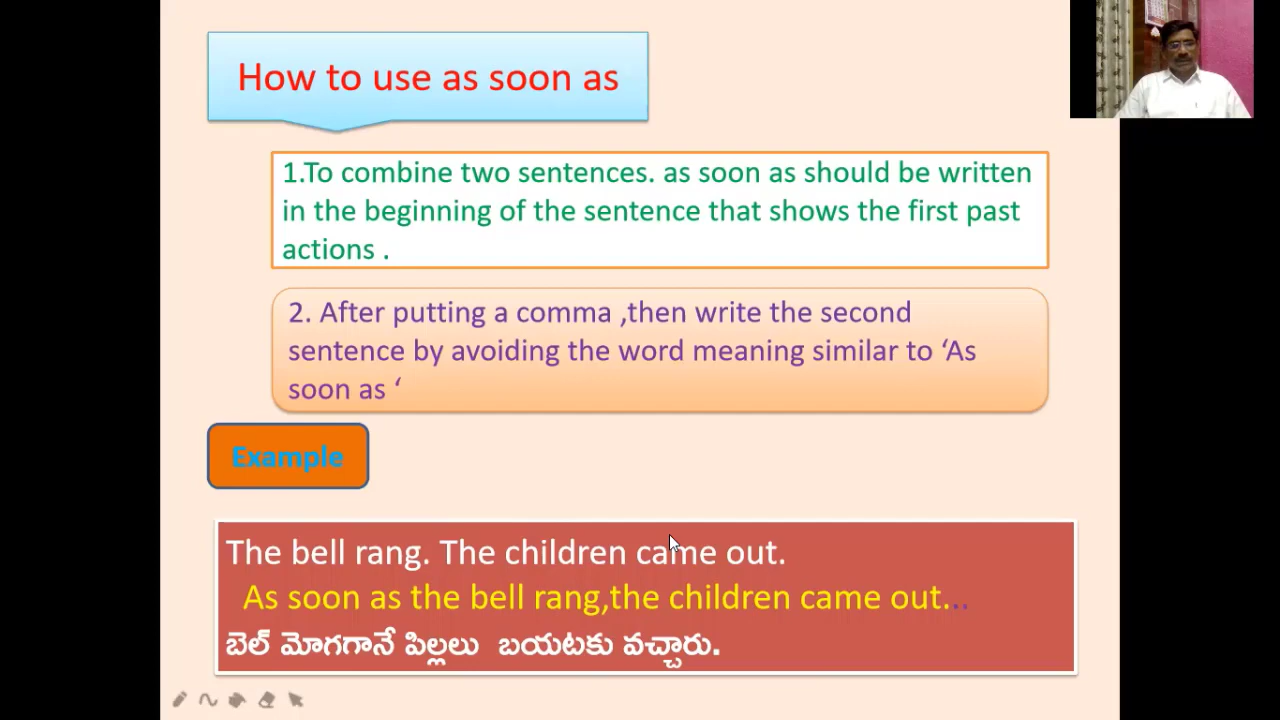 How to use as soon as
1.To combine two sentences. as soon as should be written
in the beginning of the sentence that shows the first past
actions .
2. After putting a comma ,then write the second
sentence by avoiding the word meaning similar to ‘As
soon as ‘
Example
The bell rang. The children came out.
As soon as the bell rang,the children came out...
బెల్ మోగగానే పిల్లలు బయటకు వచ్చారు.